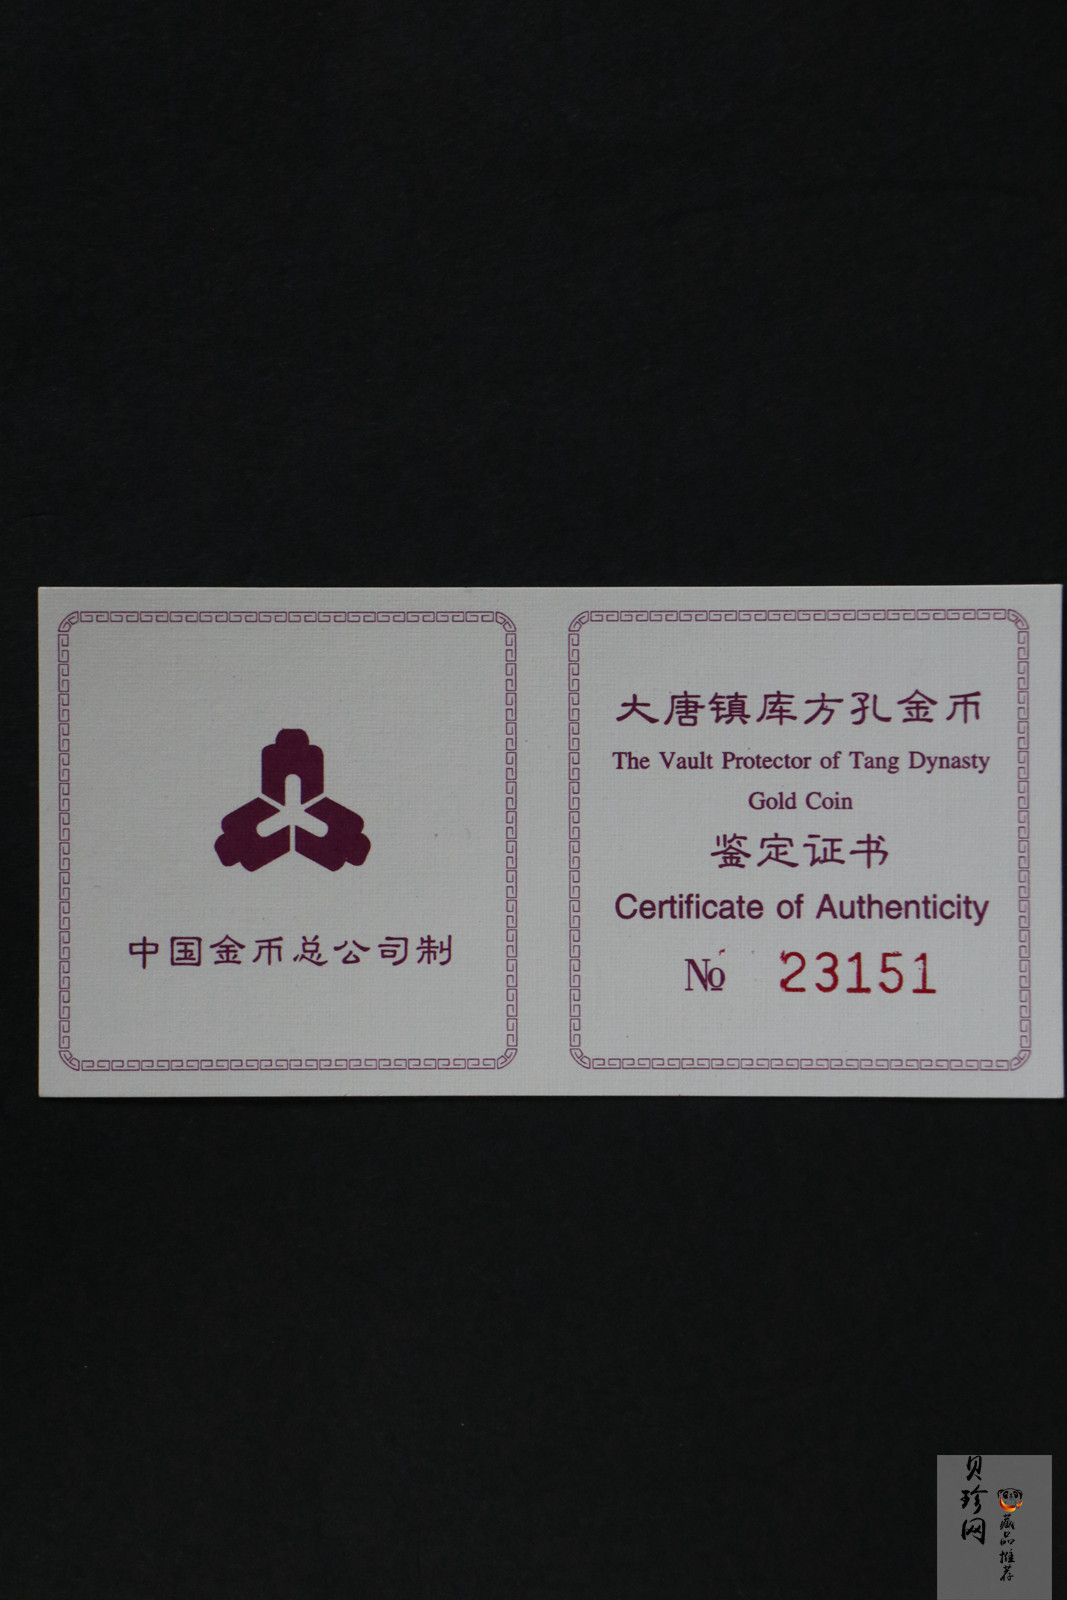 中国金币总公司制
大唐镇库方孔金币
The Vault Protector of Tang Dynasty
Gold Coin
鉴定证书
Certificate of Authenticity
№ 23151
贝珍网
藏品推荐